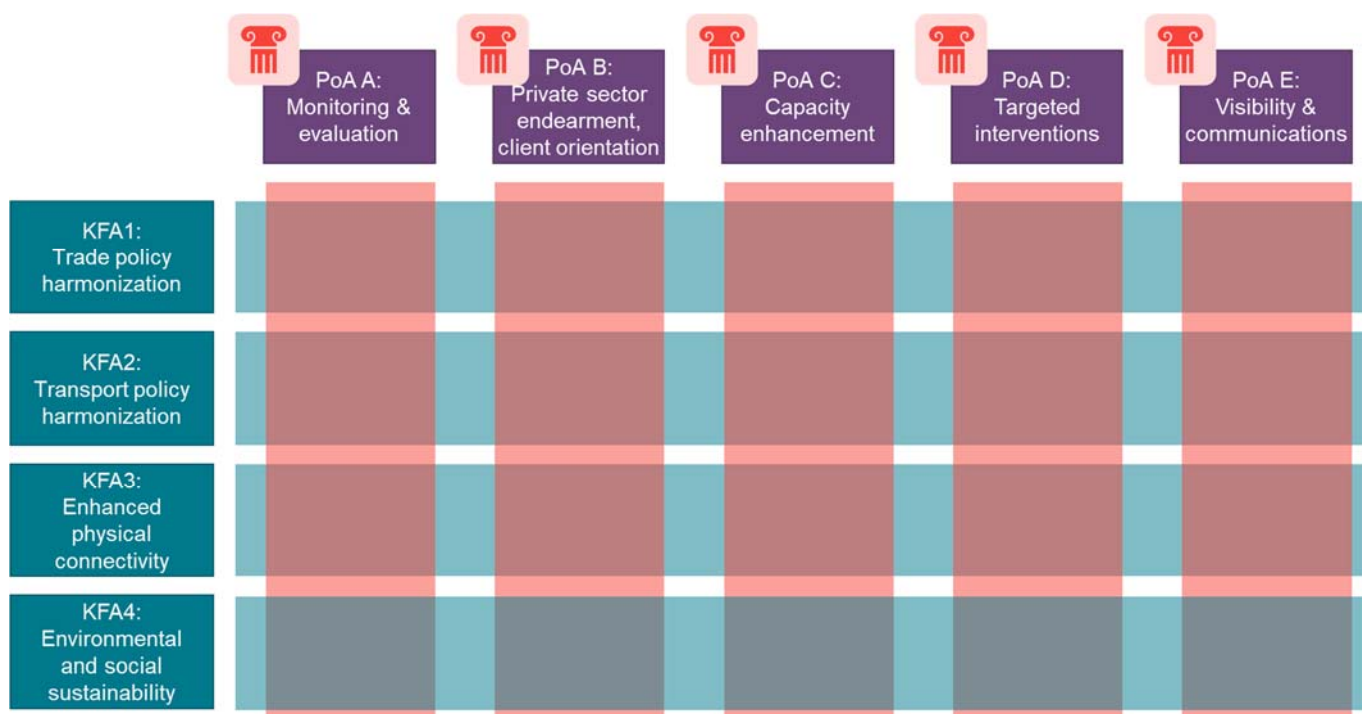 PoA A:
Monitoring &
evaluation
PoA B:
Private sector
endearment,
client orientation
PoA C:
Capacity
enhancement
PoA D:
Targeted
interventions
PoA E:
Visibility &
communications
KFA1:
Trade policy
harmonization
KFA2:
Transport policy
harmonization
KFA3:
Enhanced
physical
connectivity
KFA4:
Environmental
and social
sustainability